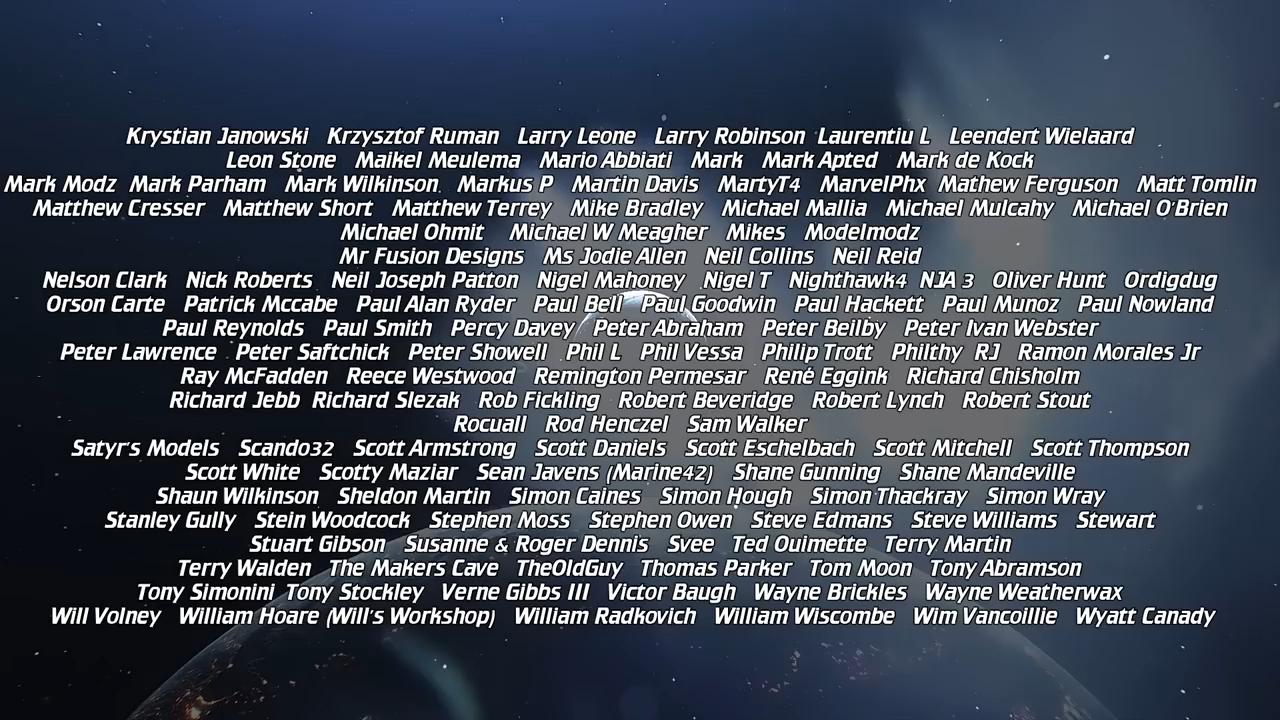 Krystian Janowski Krzysztof Ruman Larry Leone Larry Robinson Laurentiu L Leendert Wielaard
Leon Stone Maikel Meulema Mario Abbiati Mark Mark Apted Mark de Kock
Mark Modz Mark Parham Mark Wilkinson Markus P Martin Davis MartyT4 MarvelPhx Mathew Ferguson Matt Tomlin
Matthew Cresser Matthew Short Matthew Terrey Mike Bradley Michael Mallia Michael Mulcahy Michael O'Brien
Michael Ohmit Michael W Meagher Mikes Modelmodz
Mr Fusion Designs Ms Jodie Allen Neil Collins Neil Reid
Nelson Clark Nick Roberts Neil Joseph Patton Nigel Mahoney Nigel T Nighthawk4 NJA 3 Oliver Hunt Ordigdug
Orson Carte Patrick Mccabe Paul Alan Ryder Paul Bell Paul Goodwin Paul Hackett Paul Munoz Paul Nowland
Paul Reynolds Paul Smith Percy Davey Peter Abraham Peter Beilby Peter Ivan Webster
Peter Lawrence Peter Saftchick Peter Showell Phil L Phil Vessa Philip Trott Philthy RJ Ramon Morales Jr
Ray McFadden Reece Westwood Remington Permesar René Eggink Richard Chisholm
Richard Jebb Richard Slezak Rob Fickling Robert Beveridge Robert Lynch Robert Stout
Rocuall Rod Henczel Sam Walker
Satyr's Models Scando32 Scott Armstrong Scott Daniels Scott Eschelbach Scott Mitchell Scott Thompson
Scott White Scotty Maziar Sean Javens (Marine42) Shane Gunning Shane Mandeville
Shaun Wilkinson Sheldon Martin Simon Caines Simon Hough Simon Thackray Simon Wray
Stanley Gully Stein Woodcock Stephen Moss Stephen Owen Steve Edmans Steve Williams Stewart
Stuart Gibson Susanne & Roger Dennis Svee Ted Ouimette Terry Martin
Terry Walden The Makers Cave TheOldGuy Thomas Parker Tom Moon Tony Abramson
Tony Simonini Tony Stockley Verne Gibbs III Victor Baugh Wayne Brickles Wayne Weatherwax
Will Volney William Hoare (Will's Workshop) William Radkovich William Wiscombe Wim Vancoillie Wyatt Canady